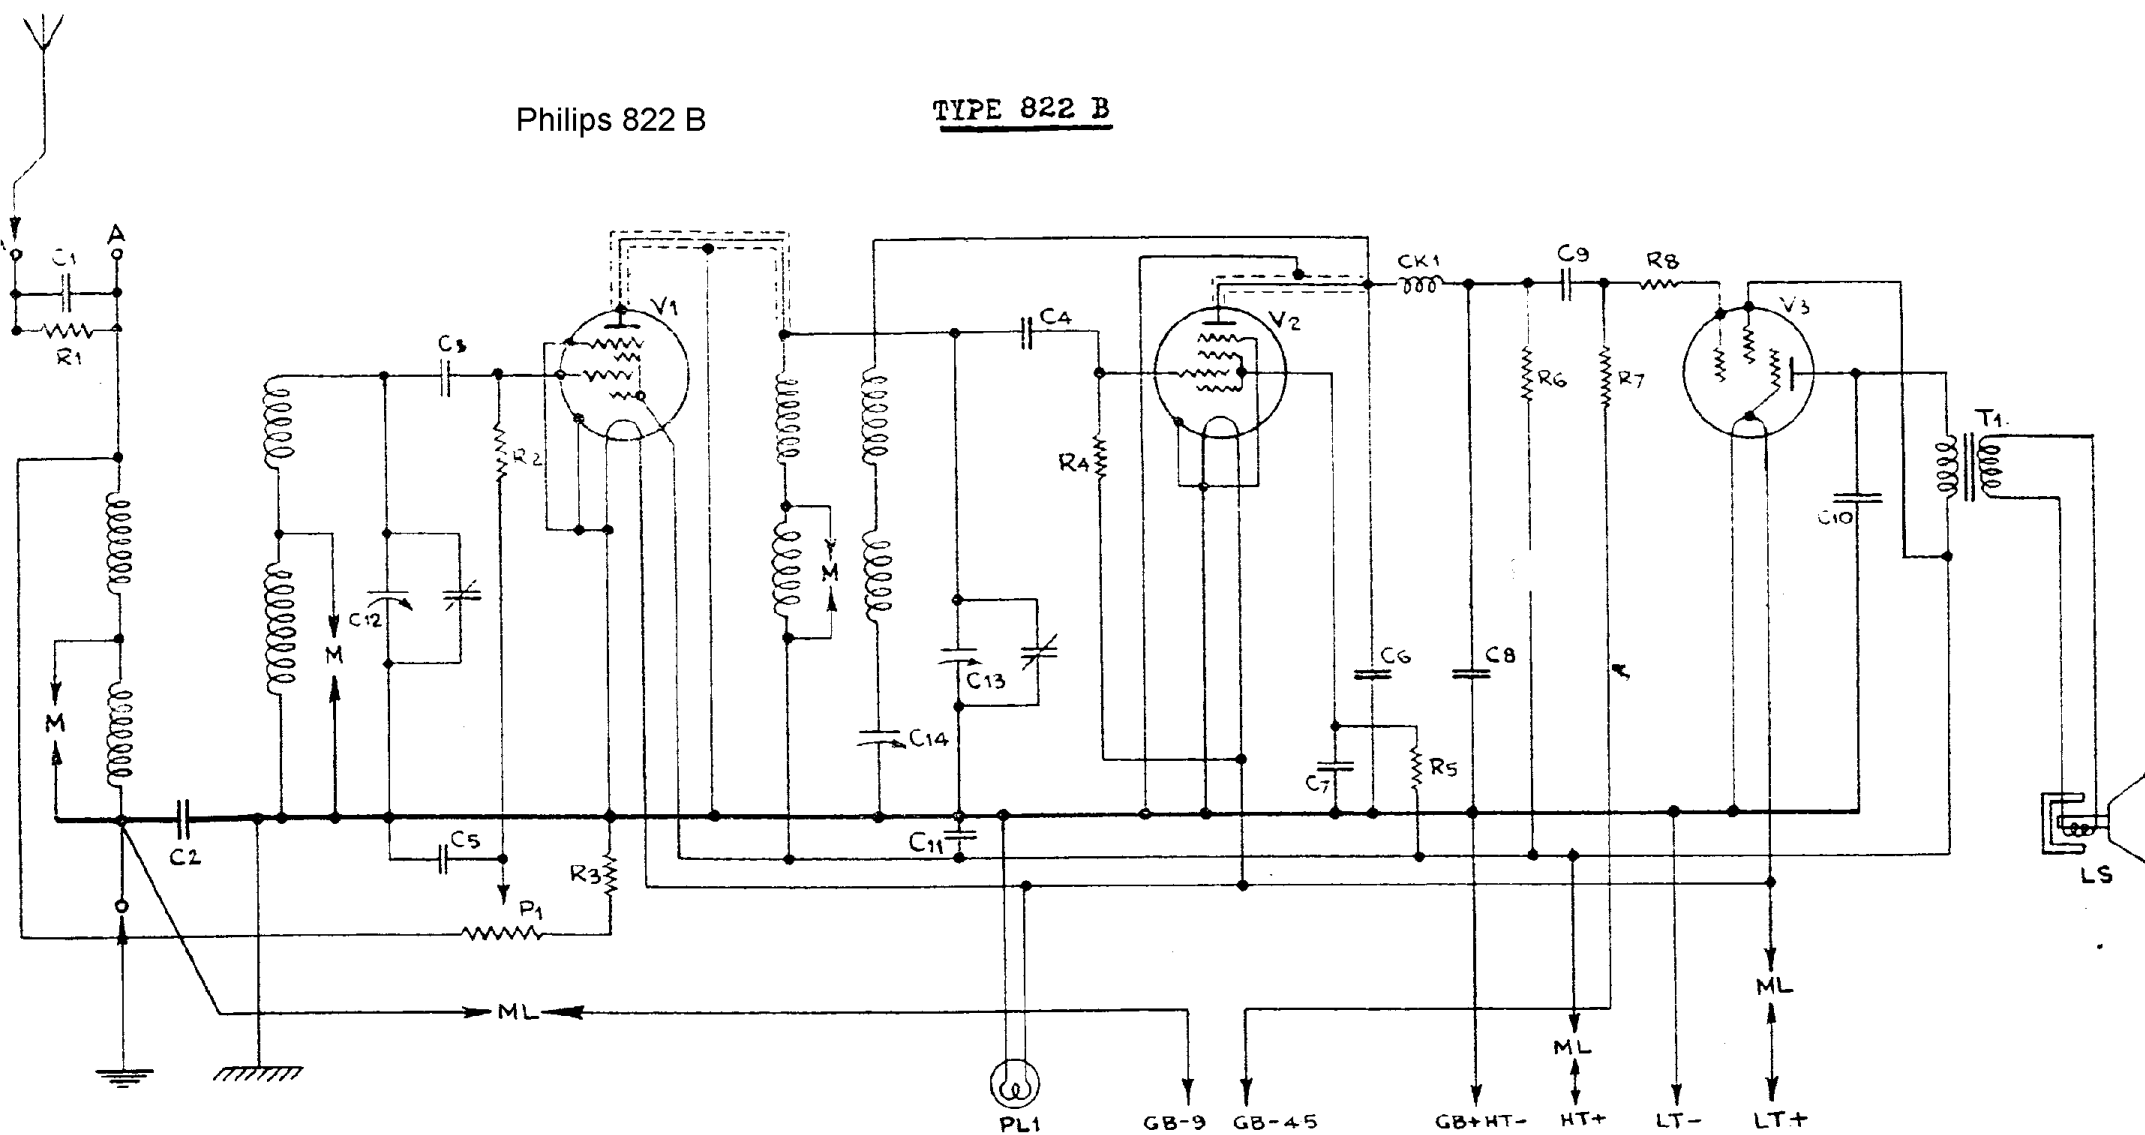 Philips 822 B
TYPE 822 B
A
C1
R1
C3
V1
R2
C4
V2
CK1
C9
R8
V3
R6
R7
R4
T1.
C10
M
C12
M
M
C13
C14
C6
C8
C7
R5
C2
C5
C11
R3
P1
LS
ML
ML
ML
PL1
GB-9
GB-45
GB+HT-
HT+
LT-
LT+